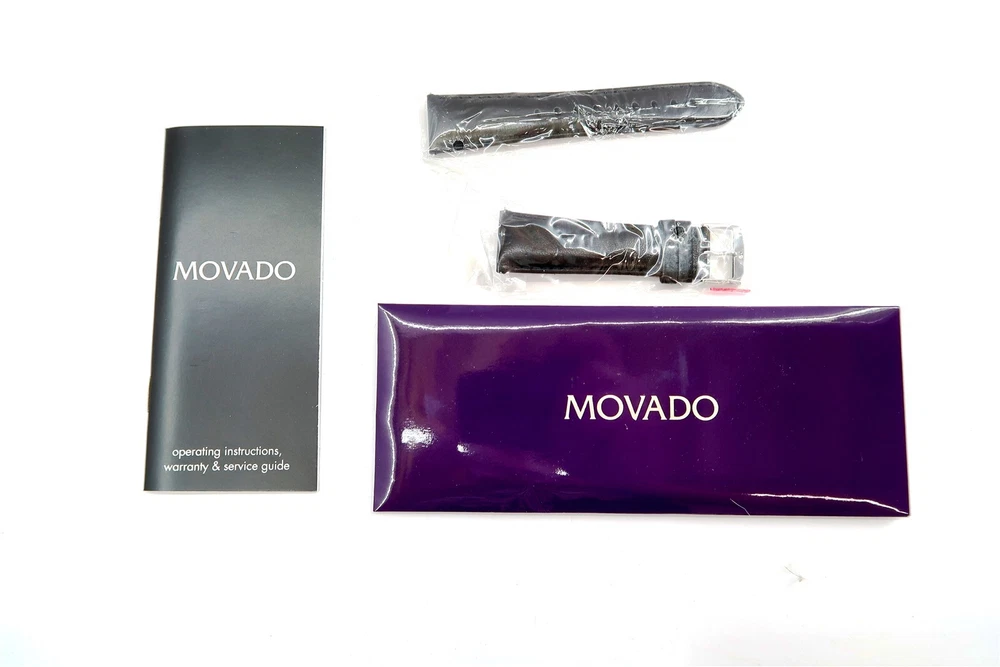 MOVADO
operating instructions,
warranty & service guide
MOVADO